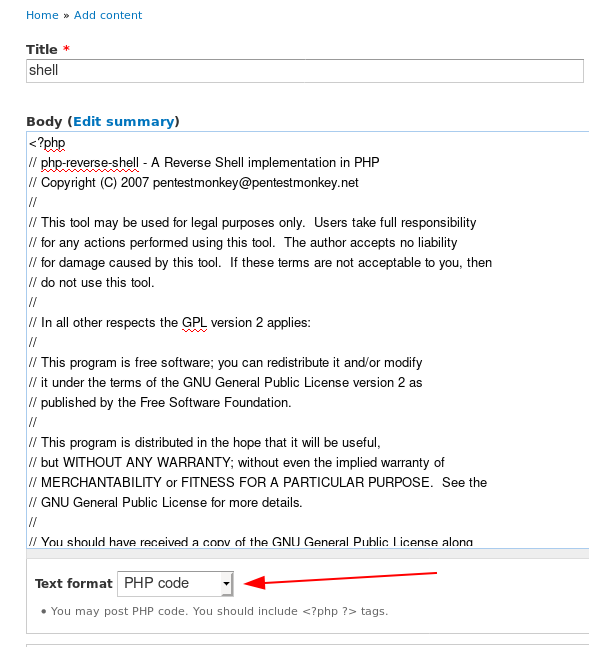 Home » Add content
Title *
shell
Body (Edit summary)
<?php
// php-reverse-shell - A Reverse Shell implementation in PHP
// Copyright (C) 2007 pentestmonkey@pentestmonkey.net
//
// This tool may be used for legal purposes only.  Users take full responsibility
// for any actions performed using this tool.  The author accepts no liability
// for damage caused by this tool.  If these terms are not acceptable to you, then
// do not use this tool.
//
// In all other respects the GPL version 2 applies:
//
// This program is free software; you can redistribute it and/or modify
// it under the terms of the GNU General Public License version 2 as
// published by the Free Software Foundation.
//
// This program is distributed in the hope that it will be useful,
// but WITHOUT ANY WARRANTY; without even the implied warranty of
// MERCHANTABILITY or FITNESS FOR A PARTICULAR PURPOSE.  See the
// GNU General Public License for more details.
//
// You should have received a copy of the GNU General Public License along
Text format PHP code
• You may post PHP code. You should include <?php ?> tags.